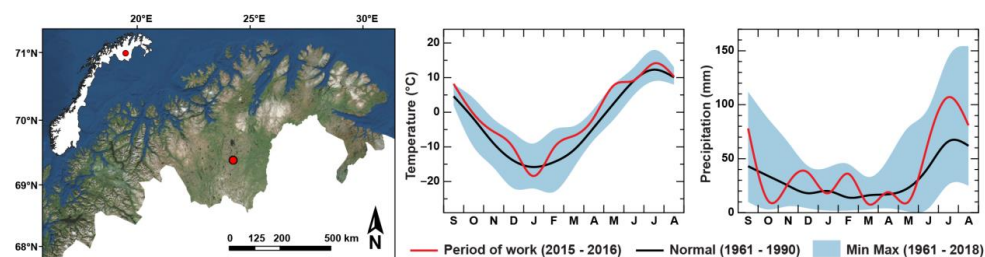 20°E 25°E 30°E
71°N
70°N
69°N
68°N
0 125 200 500 km
N
Temperature (°C)
20
10
0
-10
-20
S O N D J F M A M J J A
Precipitation (mm)
150
100
50
0
S O N D J F M A M J J A
Period of work (2015 - 2016) Normal (1961 - 1990) Min Max (1961 - 2018)